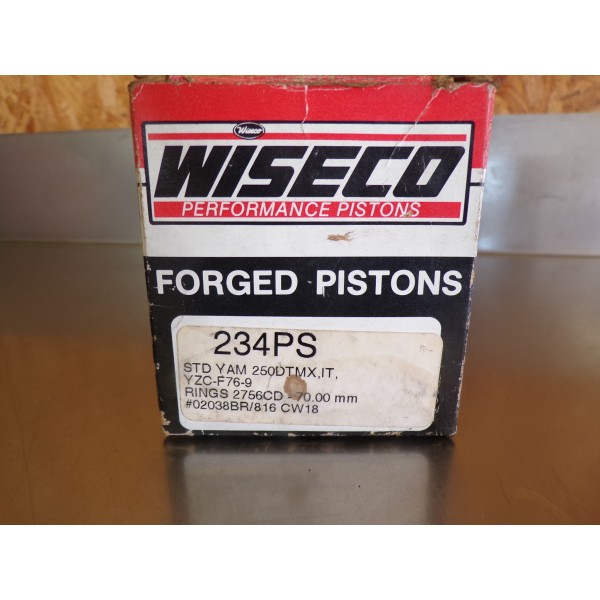 Wiseco
WISECO
PERFORMANCE PISTONS
FORGED PISTONS
234PS
STD YAM 250DTMX,IT,
YZC-F76-9
RINGS 2756CD - 70.00 mm
#02038BR/816 CW18